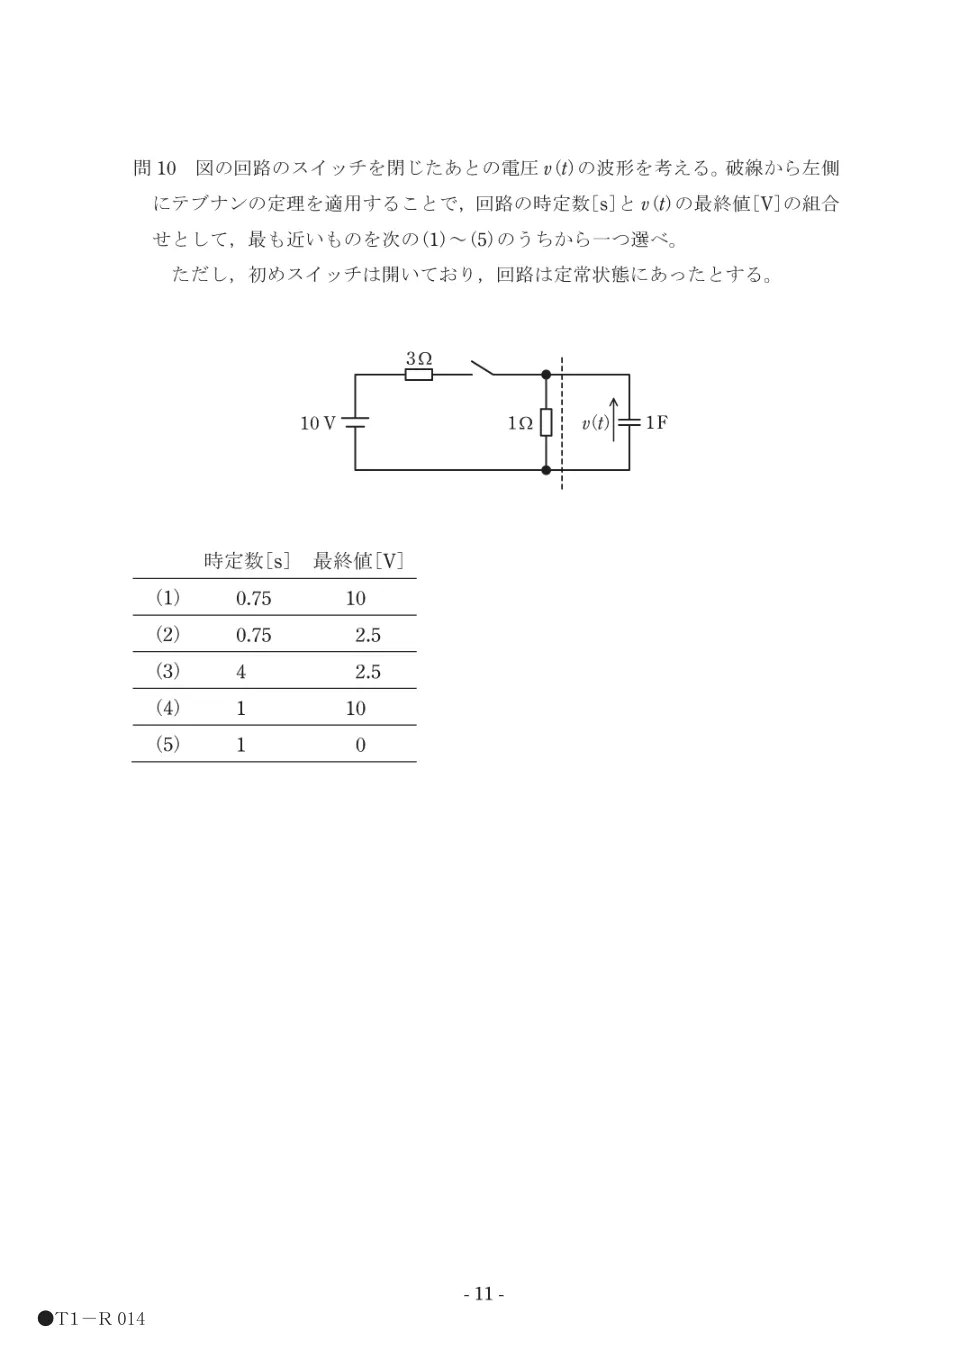 問10　図の回路のスイッチを閉じたあとの電圧v(t)の波形を考える。破線から左側
にテブナンの定理を適用することで，回路の時定数[s]とv(t)の最終値[V]の組合
せとして，最も近いものを次の(1)～(5)のうちから一つ選べ。
ただし，初めスイッチは開いており，回路は定常状態にあったとする。
3Ω
10 V
1Ω
v(t)
1F
時定数[s]　最終値[V]
(1)　0.75　10
(2)　0.75　2.5
(3)　4　2.5
(4)　1　10
(5)　1　0
- 11 -
●T1－R 014